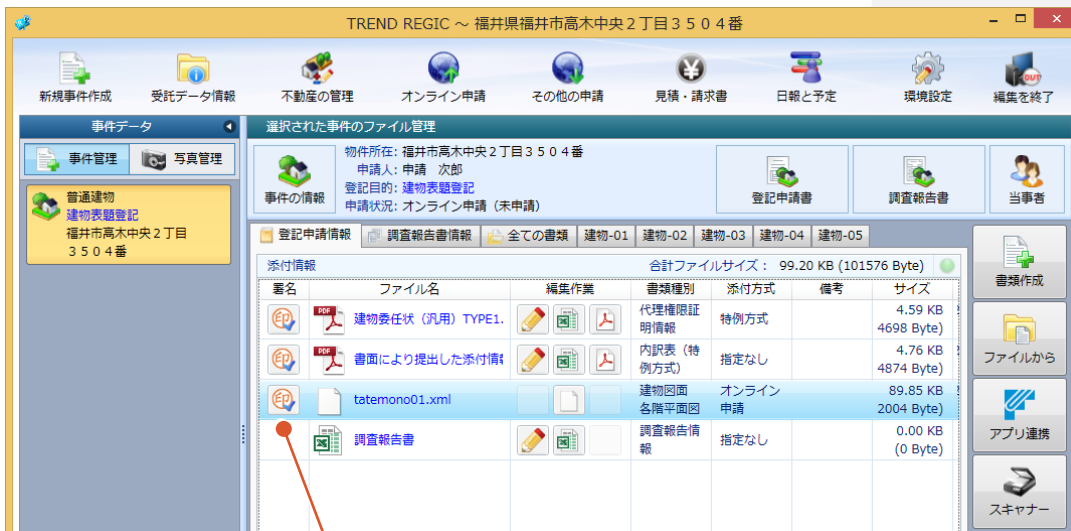 TREND REGIC ～ 福井県福井市高木中央２丁目３５０４番
新規事件作成
受託データ情報
不動産の管理
オンライン申請
その他の申請
見積・請求書
日報と予定
環境設定
編集を終了
OUT
事件データ
選択された事件のファイル管理
事件管理
写真管理
普通建物
建物表題登記
福井市高木中央２丁目
３５０４番
事件の情報
物件所在: 福井市高木中央２丁目３５０４番
申請人: 申請 次郎
登記目的: 建物表題登記
申請状況: オンライン申請（未申請）
登記申請書
調査報告書
当事者
登記申請情報
調査報告書情報
全ての書類
建物-01
建物-02
建物-03
建物-04
建物-05
添付情報
合計ファイルサイズ： 99.20 KB (101576 Byte)
署名
ファイル名
編集作業
書類種別
添付方式
備考
サイズ
PDF
建物委任状（汎用）TYPE1.
代理権限証
明情報
特例方式
4.59 KB
4698 Byte)
PDF
書面により提出した添付情
内訳表（特
例方式）
指定なし
4.76 KB
4874 Byte)
tatemono01.xml
建物図面
各階平面図
オンライン
申請
89.85 KB
2004 Byte)
調査報告書
調査報告情
報
指定なし
0.00 KB
(0 Byte)
書類作成
ファイルから
アプリ連携
スキャナー